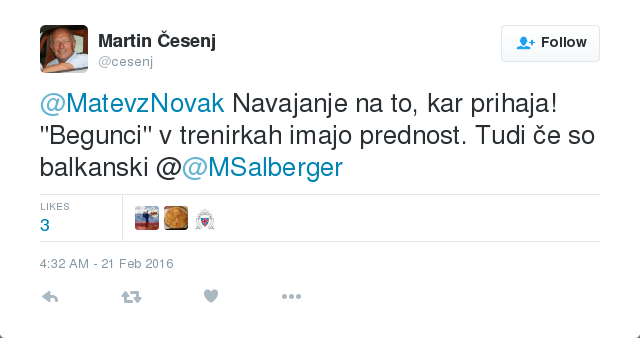 Martin Česenj
@cesenj
Follow
@MatevzNovak Navajanje na to, kar prihaja!
"Begunci" v trenirkah imajo prednost. Tudi če so
balkanski @@MSalberger
LIKES
3
4:32 AM - 21 Feb 2016